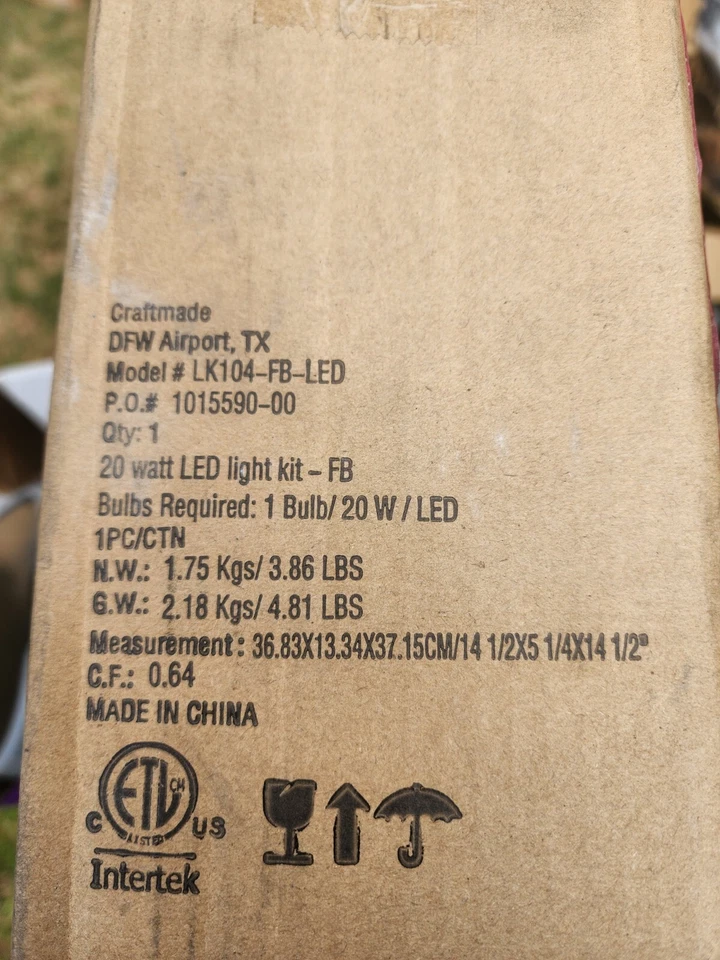 Craftmade
DFW Airport, TX
Model # LK104-FB-LED
P.O.# 1015590-00
Qty: 1
20 watt LED light kit - FB
Bulbs Required: 1 Bulb/ 20 W / LED
1PC/CTN
N.W.: 1.75 Kgs/ 3.86 LBS
G.W.: 2.18 Kgs/ 4.81 LBS
Measurement: 36.83X13.34X37.15CM/14 1/2X5 1/4X14 1/2"
C.F.: 0.64
MADE IN CHINA
ETL CM
C LISTED US
Intertek